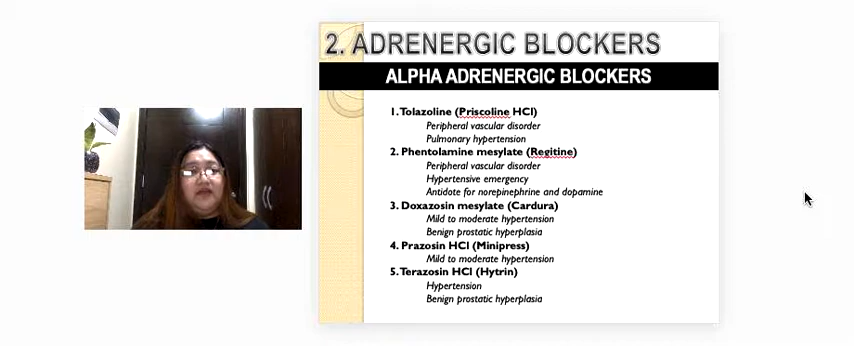 2. ADRENERGIC BLOCKERS
ALPHA ADRENERGIC BLOCKERS
1. Tolazoline (Priscoline HCl)
Peripheral vascular disorder
Pulmonary hypertension
2. Phentolamine mesylate (Regitine)
Peripheral vascular disorder
Hypertensive emergency
Antidote for norepinephrine and dopamine
3. Doxazosin mesylate (Cardura)
Mild to moderate hypertension
Benign prostatic hyperplasia
4. Prazosin HCl (Minipress)
Mild to moderate hypertension
5. Terazosin HCl (Hytrin)
Hypertension
Benign prostatic hyperplasia